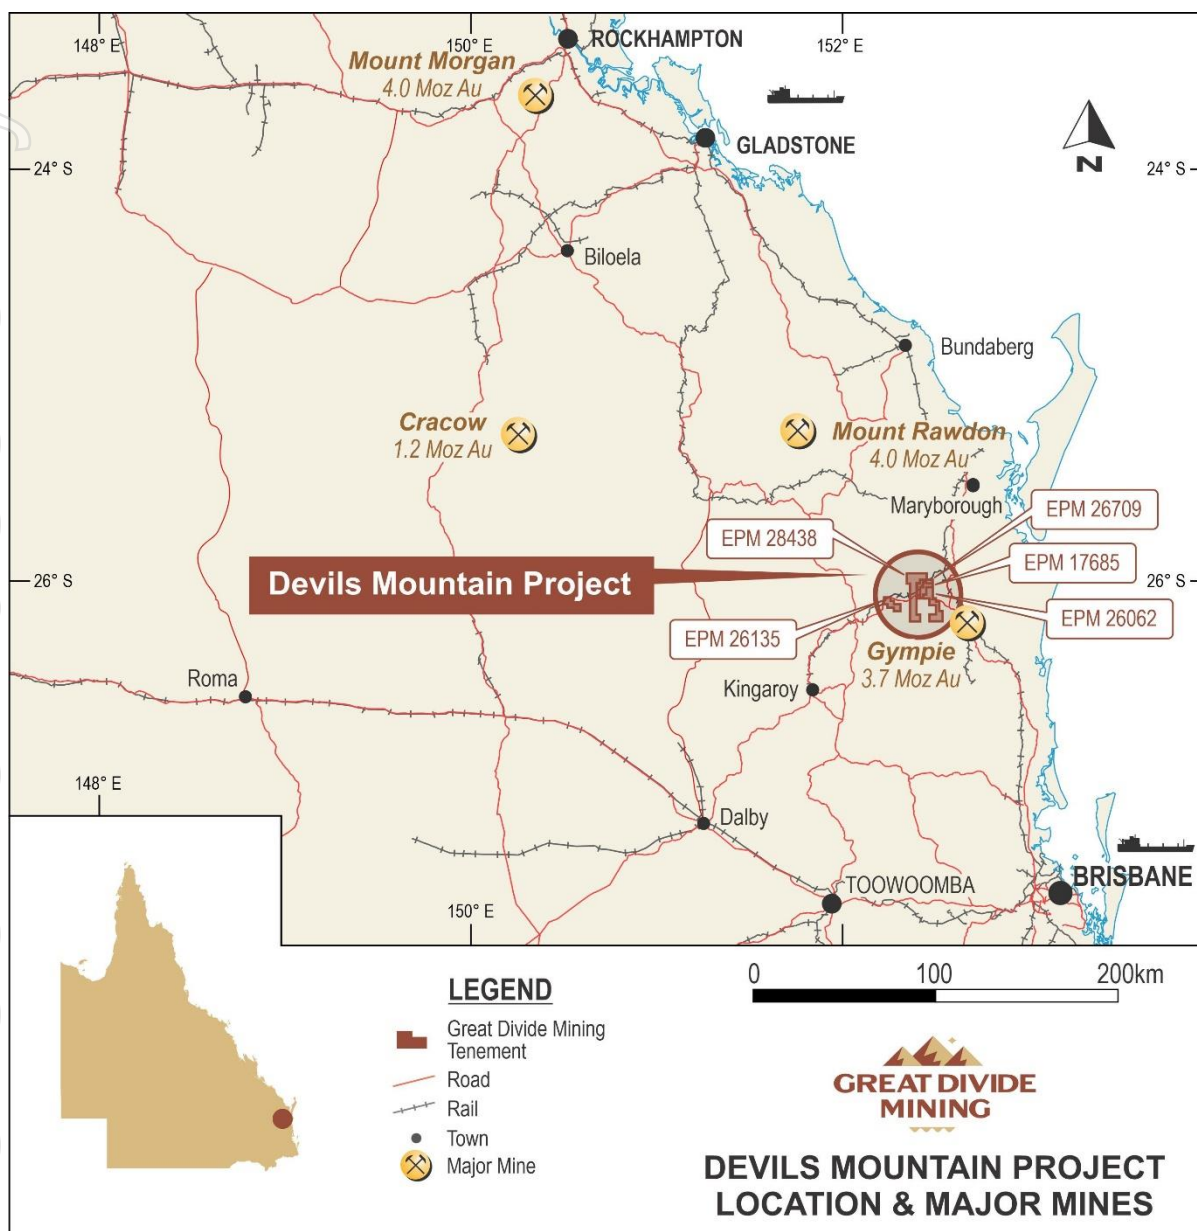 148° E
150° E
152° E
ROCKHAMPTON
Mount Morgan
4.0 Moz Au
GLADSTONE
N
24° S
24° S
Biloela
Bundaberg
Cracow
1.2 Moz Au
Mount Rawdon
4.0 Moz Au
Maryborough
EPM 26709
EPM 28438
EPM 17685
26° S
Devils Mountain Project
26° S
EPM 26062
EPM 26135
Gympie
3.7 Moz Au
Roma
Kingaroy
148° E
Dalby
BRISBANE
TOOWOOMBA
150° E
0 100 200km
LEGEND
Great Divide Mining
Tenement
Road
Rail
Town
Major Mine
GREAT DIVIDE
MINING
DEVILS MOUNTAIN PROJECT
LOCATION & MAJOR MINES